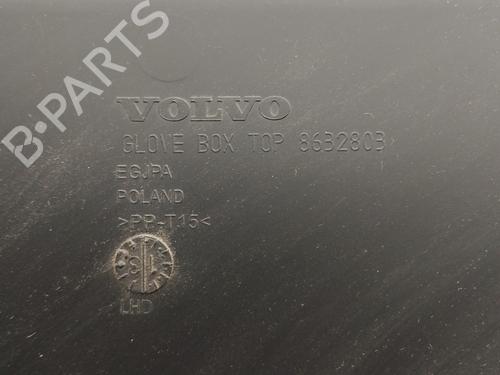 B-PARTS
VOLVO
GLOVE BOX TOP 8632803
EGJPA
POLAND
>PP-T15<
LHD